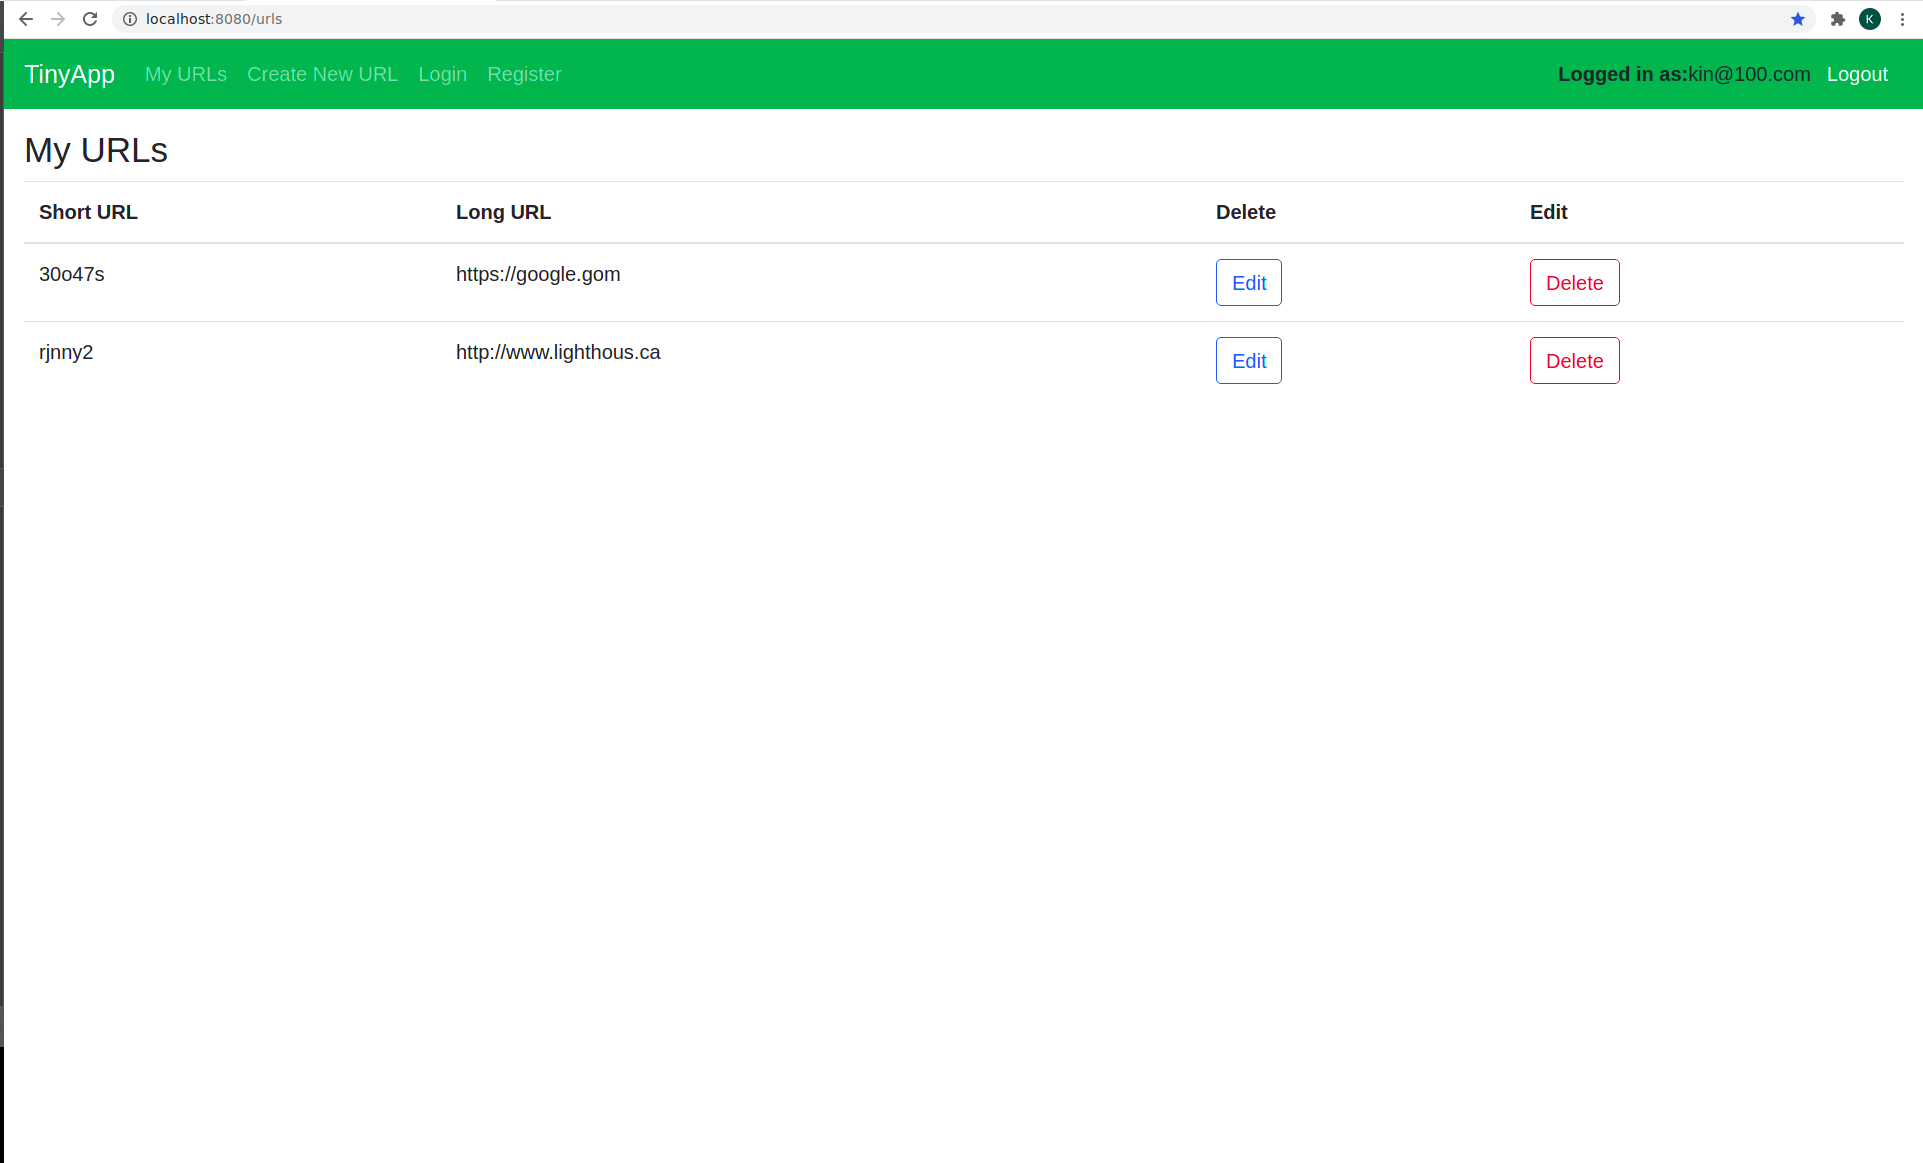 localhost:8080/urls
K
TinyApp My URLs Create New URL Login Register Logged in as:kin@100.com Logout
My URLs
Short URL Long URL Delete Edit
30o47s https://google.gom Edit Delete
rjnny2 http://www.lighthous.ca Edit Delete